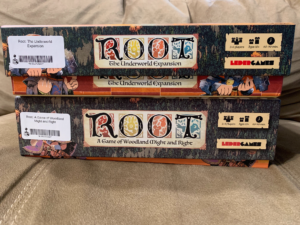 Root: The Underworld
Expansion
ROOT
The Underworld Expansion
LEDERGAMES
The Underworld Expansion
Root: A Game of Woodland
Might and Right
ROOT
A Game of Woodland Might and Right
LEDERGAMES